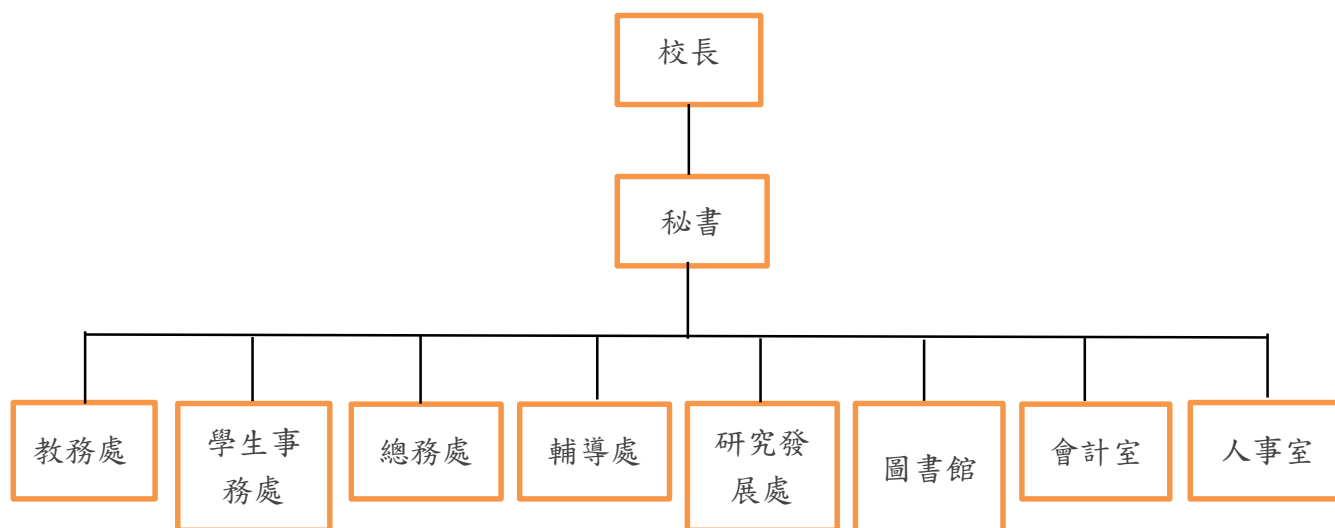 校長
秘書
教務處
學生事
務處
總務處
輔導處
研究發
展處
圖書館
會計室
人事室